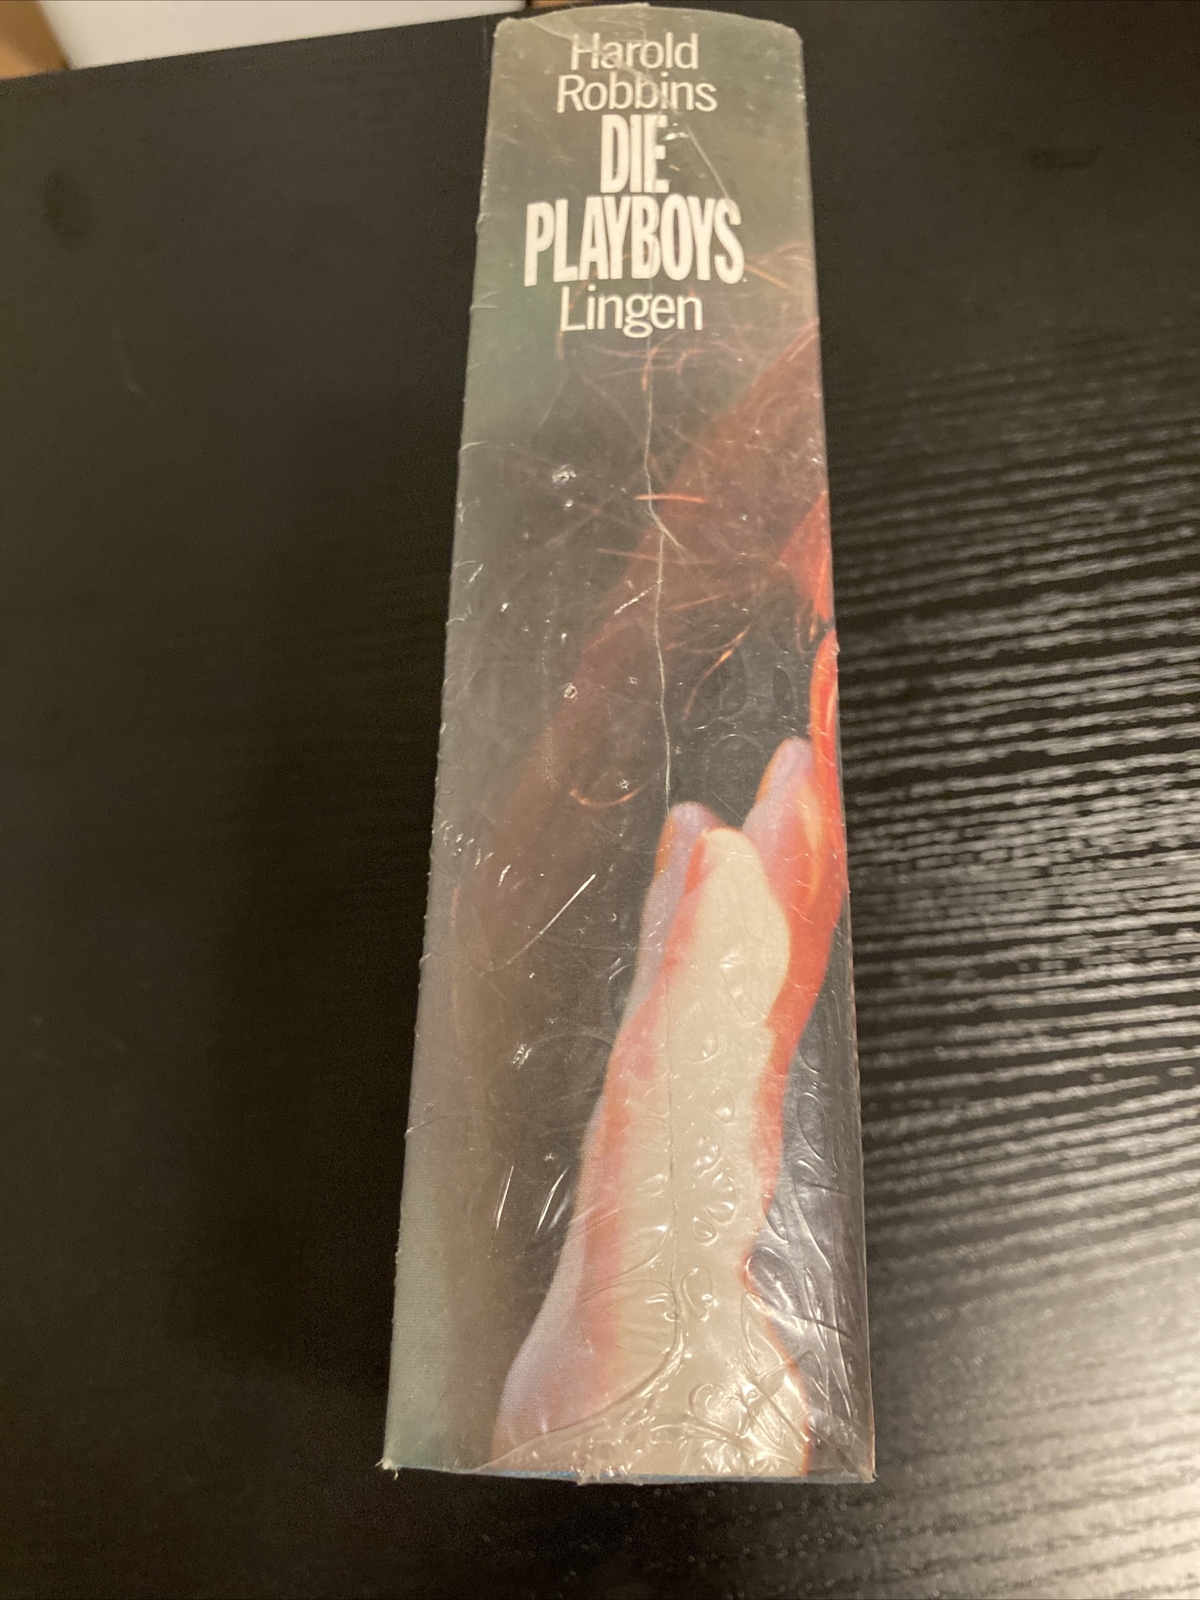 Harold
Robbins
DIE
PLAYBOYS
Lingen